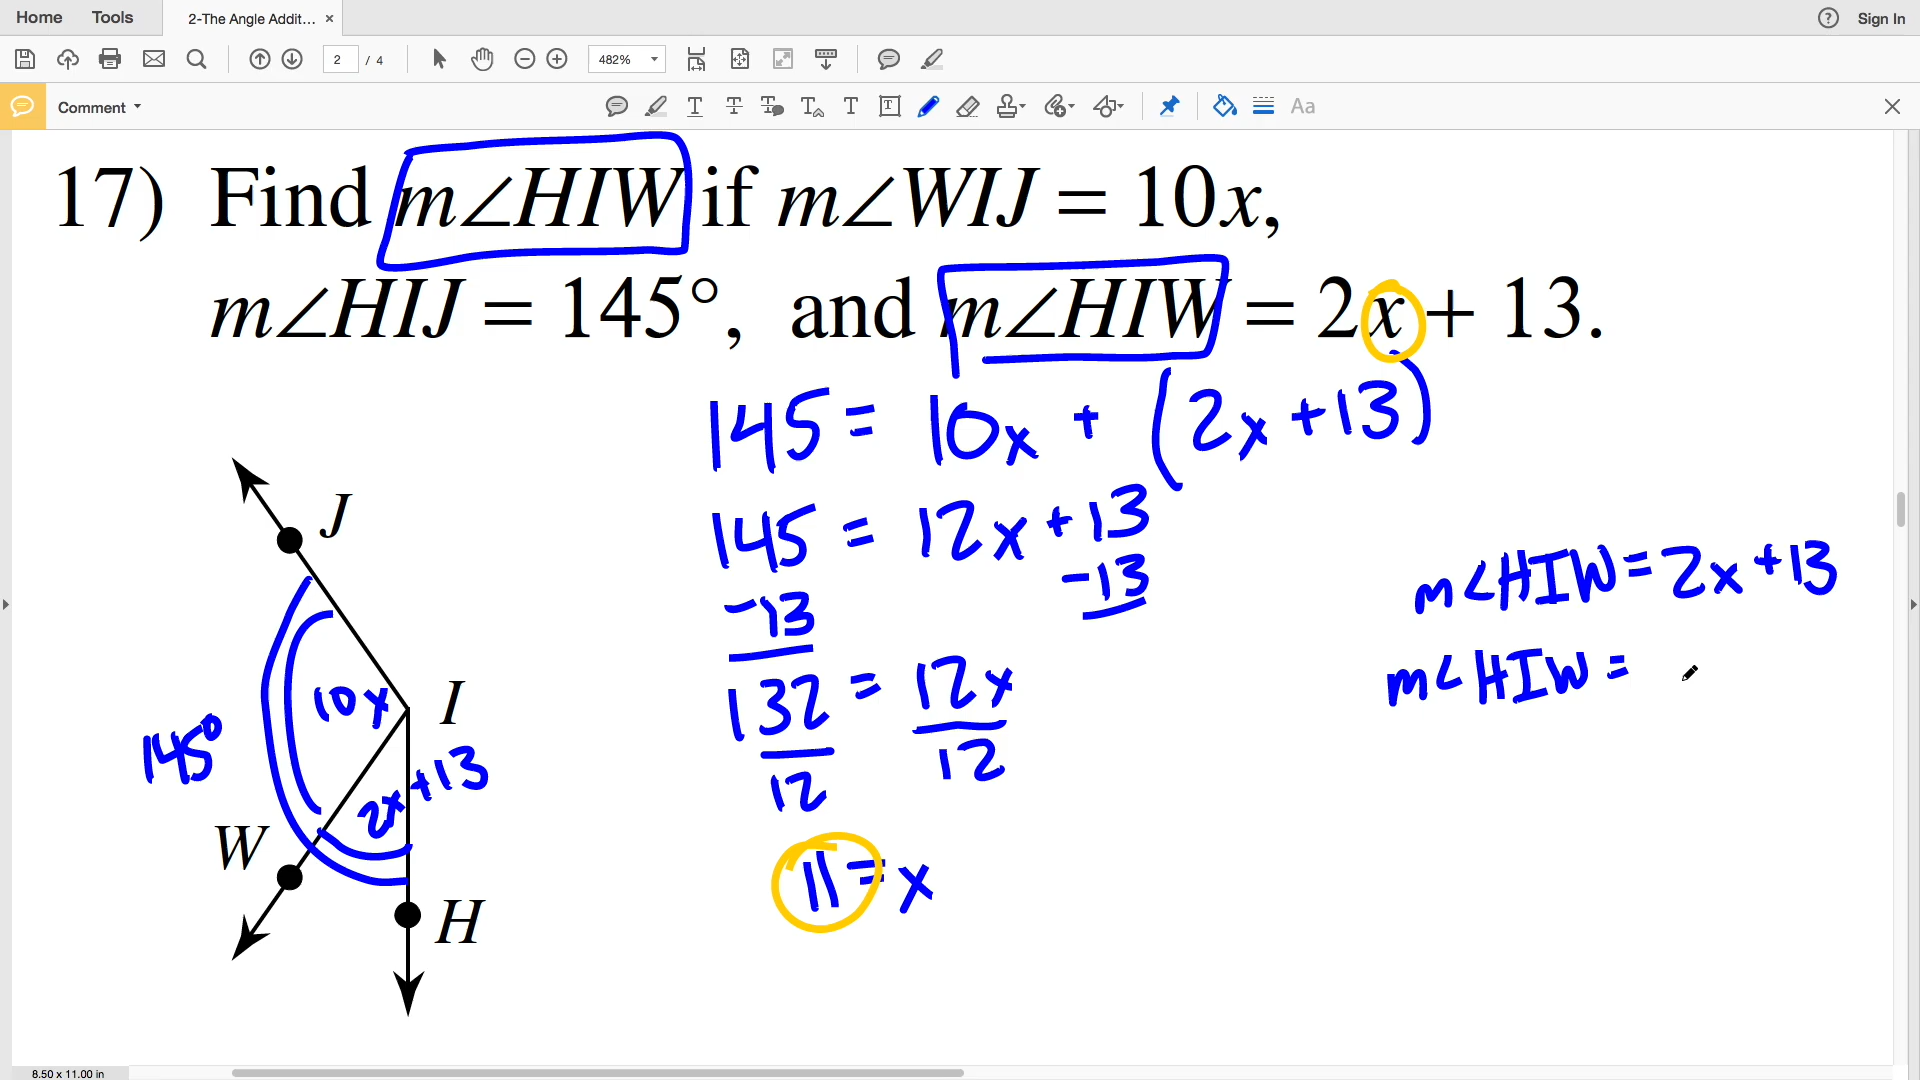 Home Tools 2-The Angle Addit... × ? Sign In
2 / 4 482%
Comment T T T T T T Aa
17) Find m∠HIW if m∠WIJ = 10x,
m∠HIJ = 145°, and m∠HIW = 2x + 13.
145 = 10x + (2x+13)
145 = 12x+13
-13 -13
132 = 12x
12 12
11 = x
m∠HIW = 2x+13
m∠HIW =
J
I
10x
145°
2x+13
W
H
8.50 x 11.00 in